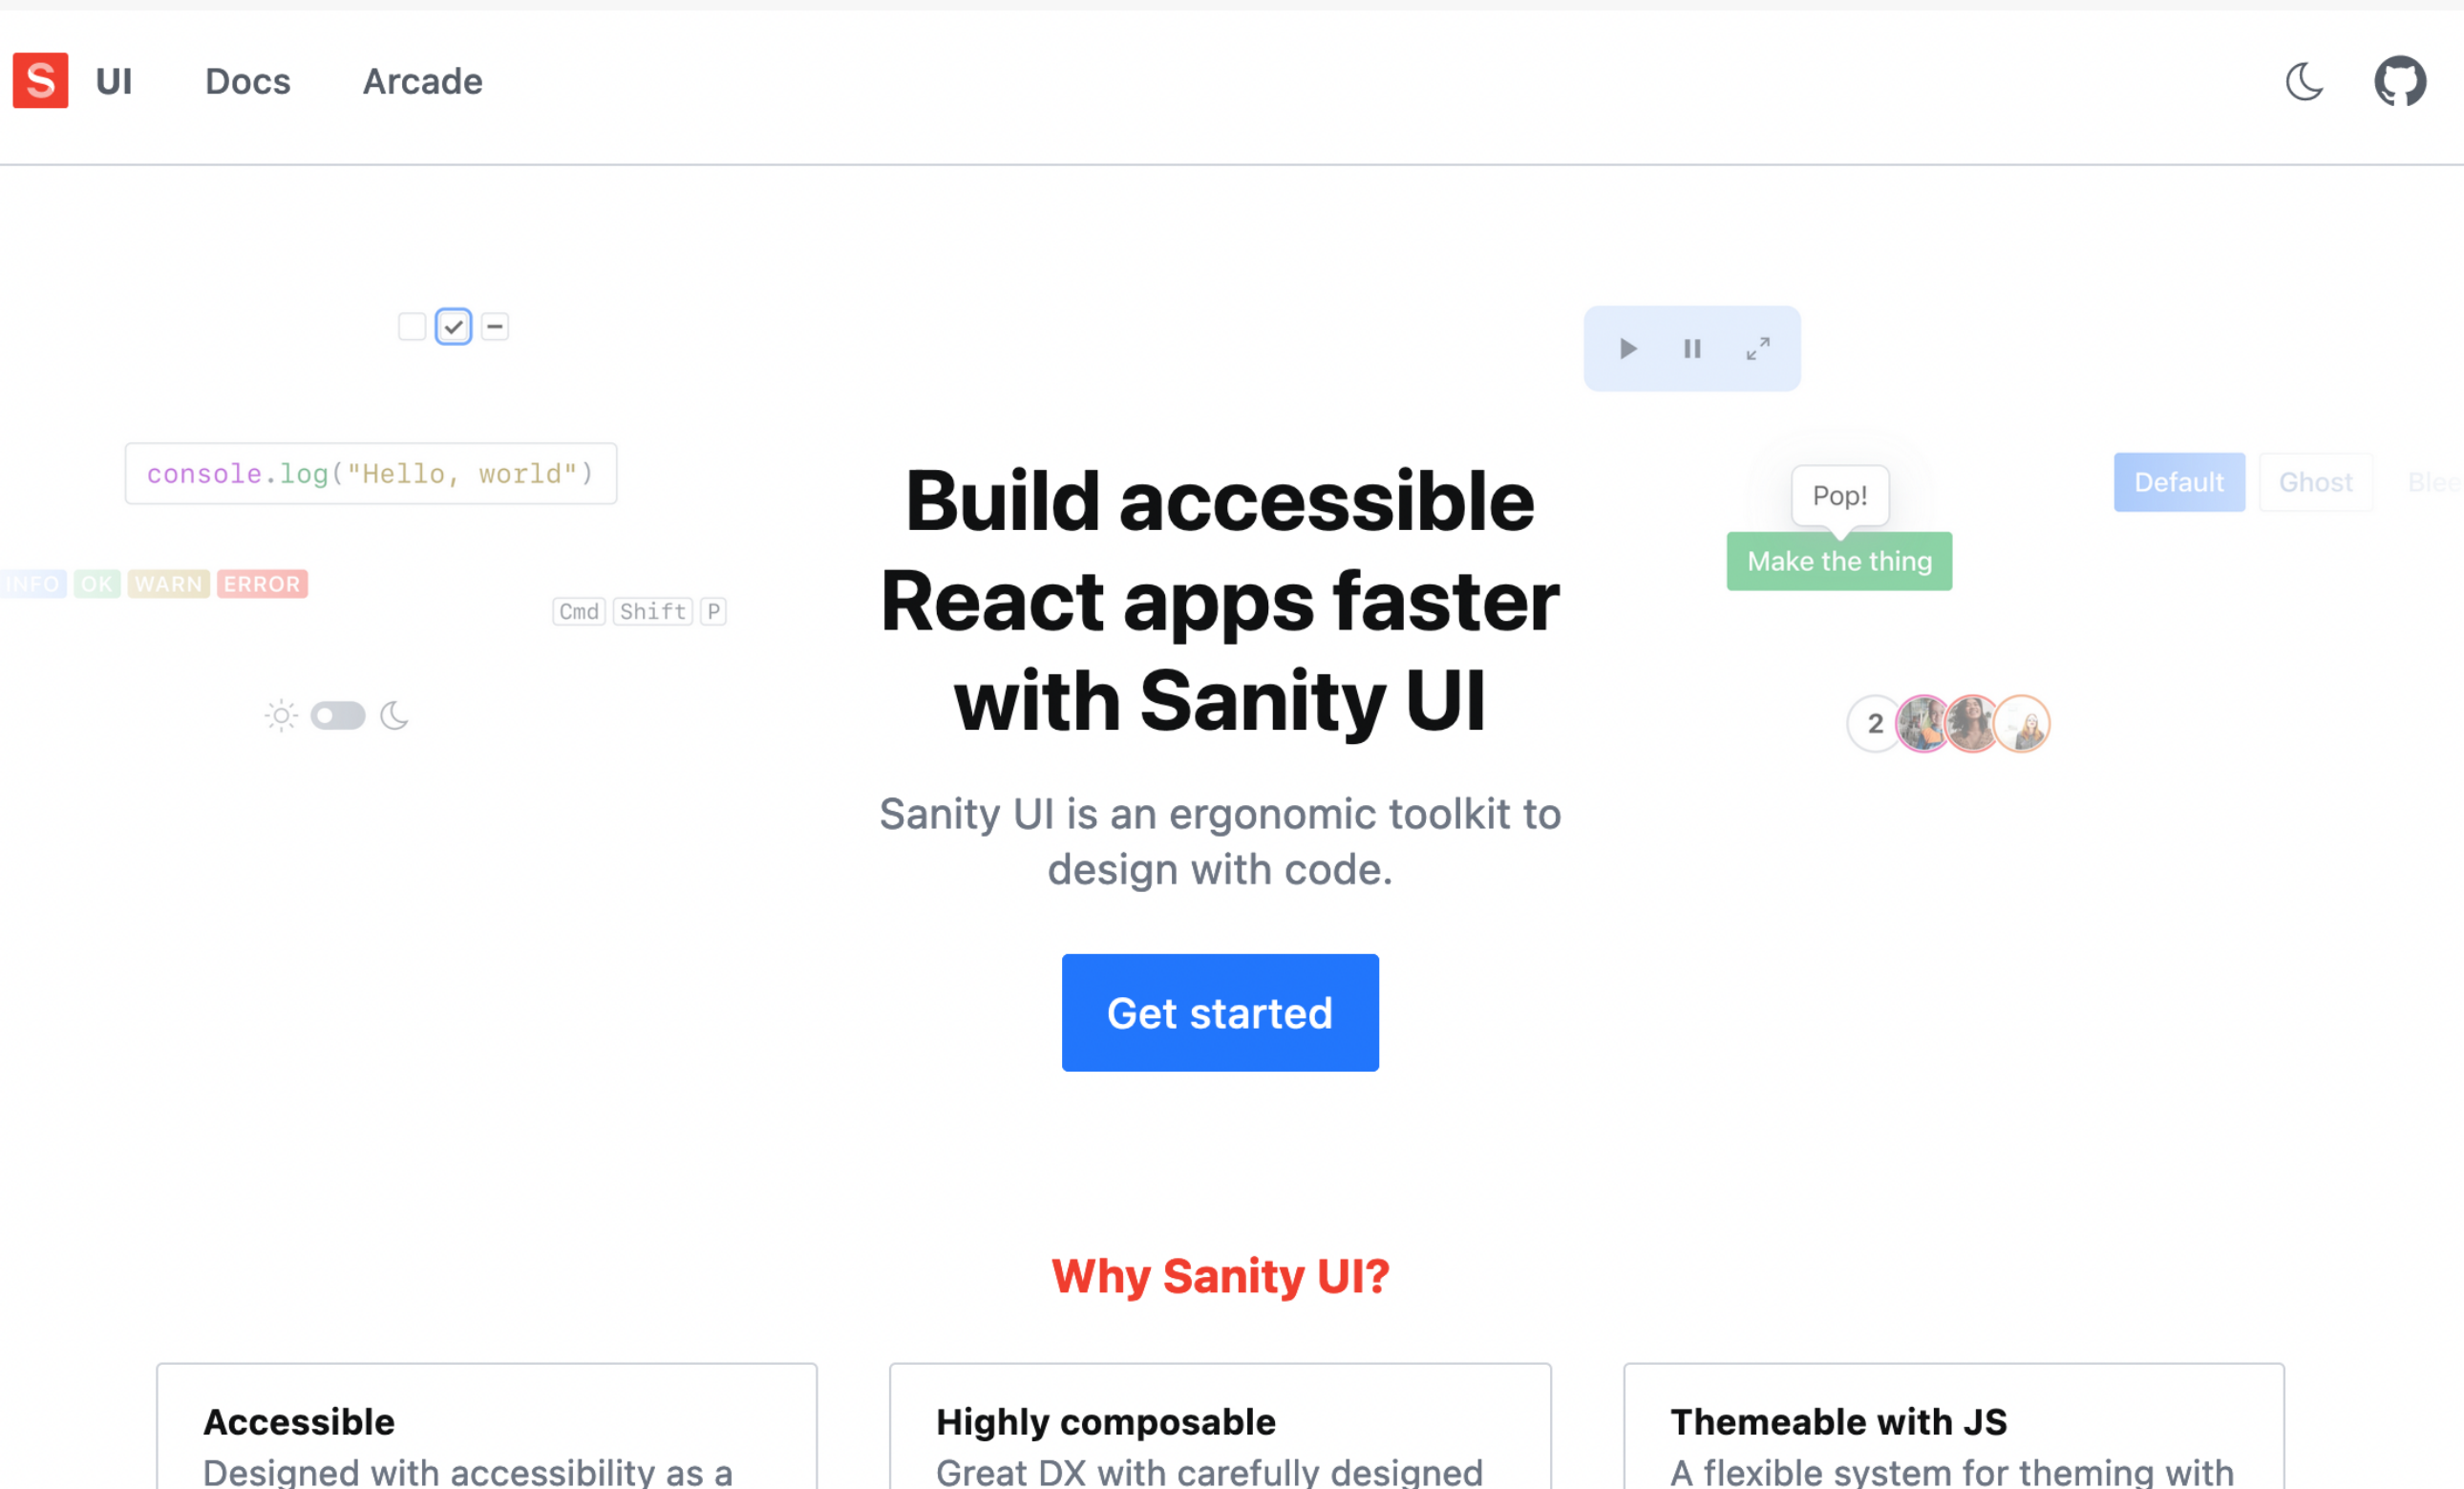 S UI Docs Arcade
console.log("Hello, world")
INFO OK WARN ERROR
Cmd Shift P
Pop!
Make the thing
Default Ghost
2
Build accessible
React apps faster
with Sanity UI
Sanity UI is an ergonomic toolkit to
design with code.
Get started
Why Sanity UI?
Accessible
Designed with accessibility as a
Highly composable
Great DX with carefully designed
Themeable with JS
A flexible system for theming with